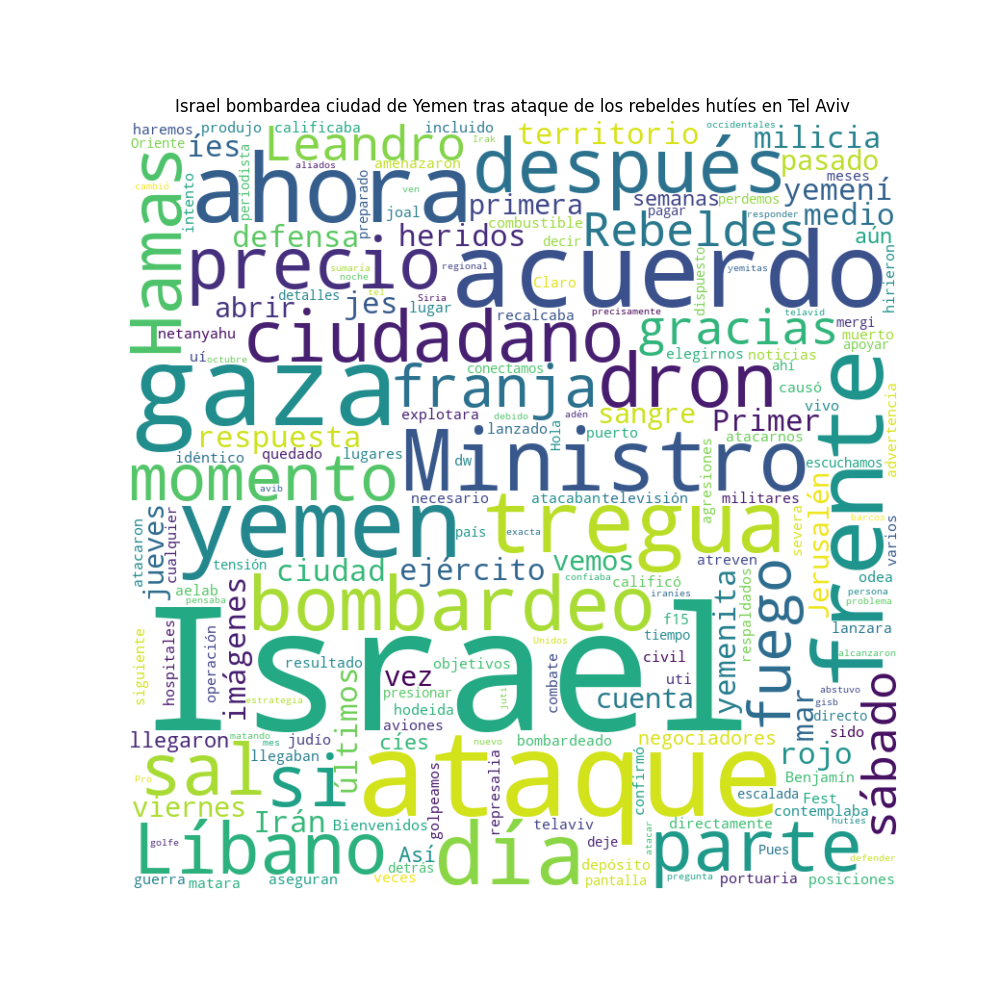 Israel bombardea ciudad de Yemen tras ataque de los rebeldes hutíes en Tel Aviv
haremos
produjo
calificaba
incluido
occidentales
Oriente
íes
Leandro
Irak
territorio
milicia
amenazaron
aliados
después
pasado
meses
cambió
Hamas
intento
ahora
periodista
preparado
ven
primera
semanas
perdemos
yemení
pagar
joal
combustible
responder
medio
defensa
heridos
decir
Rebeldes
aún
precio
sumaría
noche
regional
acuerdo
dispuesto
yemitas
hirieron
tel
Claro
detalles
jes
Siria
abrir
lugar
recalcaba
precisamente
telavid
mergi
netanyahu
ciudadano
gracias
muerto
apoyar
uí
octubre
elegirnos
noticias
ahí
conectamos
gaza
franja
dron
causó
frente
explotara
debido
adén
sangre
Primer
vivo
advertencia
respuesta
lanzado
Hola
puerto
atacarnos
idéntico
quedado
lugares
dw
Ministro
agresiones
escuchamos
momento
avib
necesario
atacabantelevisión
militares
severa
Jerusalén
jueves
cualquier
yemen
país
exacta
tregua
barcos
varios
atacaron
tensión
ciudad
ejército
vemos
atreven
odea
pensaba
aelab
confiaba
calificó
iraníes
respaldados
persona
problema
imágenes
bombardeo
f15
yemenita
fuego
lanzara
hospitales
operación
Israel
Unidos
tiempo
alcanzaron
siguiente
resultado
vez
objetivos
civil
abstuvo
últimos
presionar
combate
uti
cuenta
gisb
estrategia
hodeida
juti
mar
directo
aviones
sábado
llegaron
matando
judío
cíes
nuevo
bombardeado
negociadores
sido
mes
llegaban
rojo
Pro
sal
si
ataque
confirmó
Benjamín
escalada
Fest
viernes
golpeamos
represalia
contemplaba
Irán
Bienvenidos
telaviv
directamente
hutíes
Líbano
golfe
Así
día
deje
atacar
parte
Pues
defender
detrás
depósito
guerra
matara
aseguran
veces
pantalla
pregunta
portuaria
posiciones